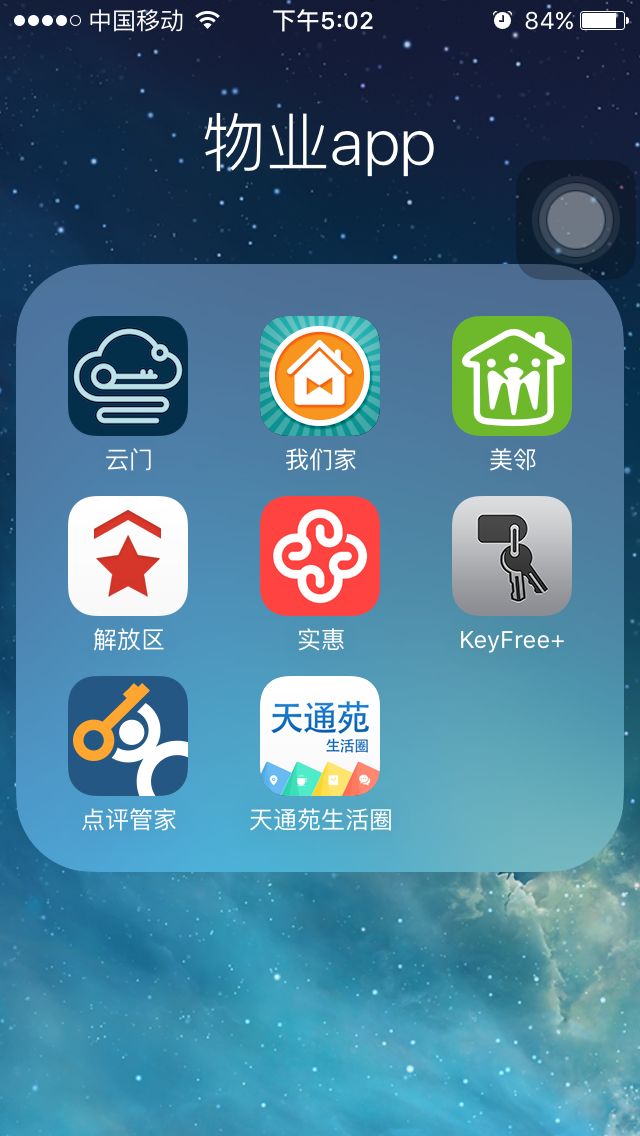 中国移动 下午5:02 84%
物业app
云门 我们家 美邻
解放区 实惠 KeyFree+
天通苑
生活圈
点评管家 天通苑生活圈